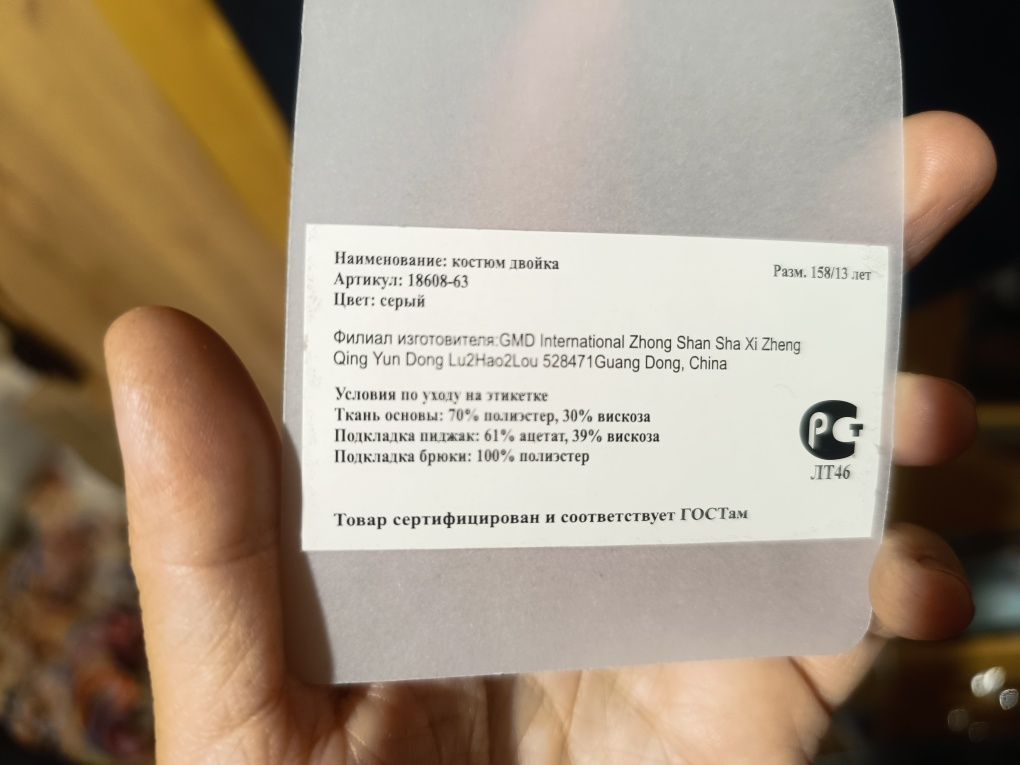 Наименование: костюм двойка
Артикул: 18608-63
Цвет: серый
Разм. 158/13 лет
Филиал изготовителя:GMD International Zhong Shan Sha Xi Zheng
Qing Yun Dong Lu2Hao2Lou 528471Guang Dong, China
Условия по уходу на этикетке
Ткань основы: 70% полиэстер, 30% вискоза
Подкладка пиджак: 61% ацетат, 39% вискоза
Подкладка брюки: 100% полиэстер
РСТ
ЛТ46
Товар сертифицирован и соответствует ГОСТам